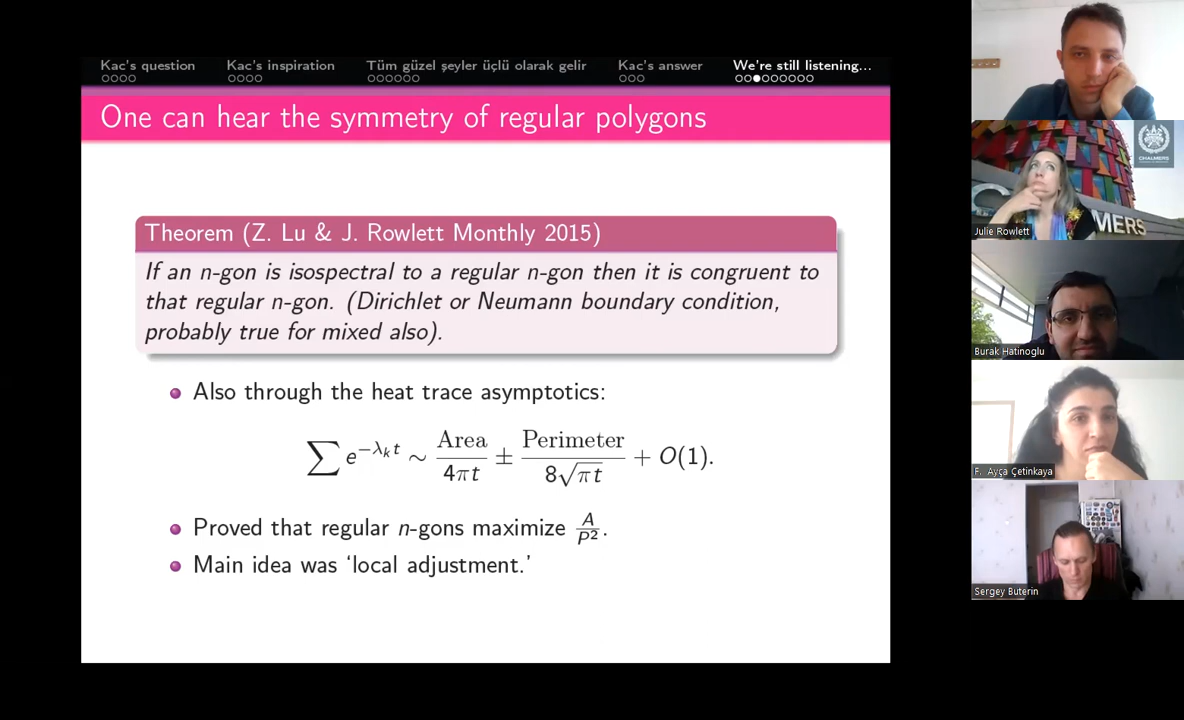 Kac's question
Kac's inspiration
Tüm güzel şeyler üçlü olarak gelir
Kac's answer
We're still listening...
One can hear the symmetry of regular polygons
Theorem (Z. Lu & J. Rowlett Monthly 2015)
If an n-gon is isospectral to a regular n-gon then it is congruent to
that regular n-gon. (Dirichlet or Neumann boundary condition,
probably true for mixed also).
Also through the heat trace asymptotics:
∑ e^{-λ_k t} ∼ Area/4πt ± Perimeter/8√(πt) + O(1).
Proved that regular n-gons maximize A/P².
Main idea was 'local adjustment.'
CHALMERS
MERS
Julie Rowlett
Burak Hatinoglu
F. Ayça Çetinkaya
Sergey Buterin